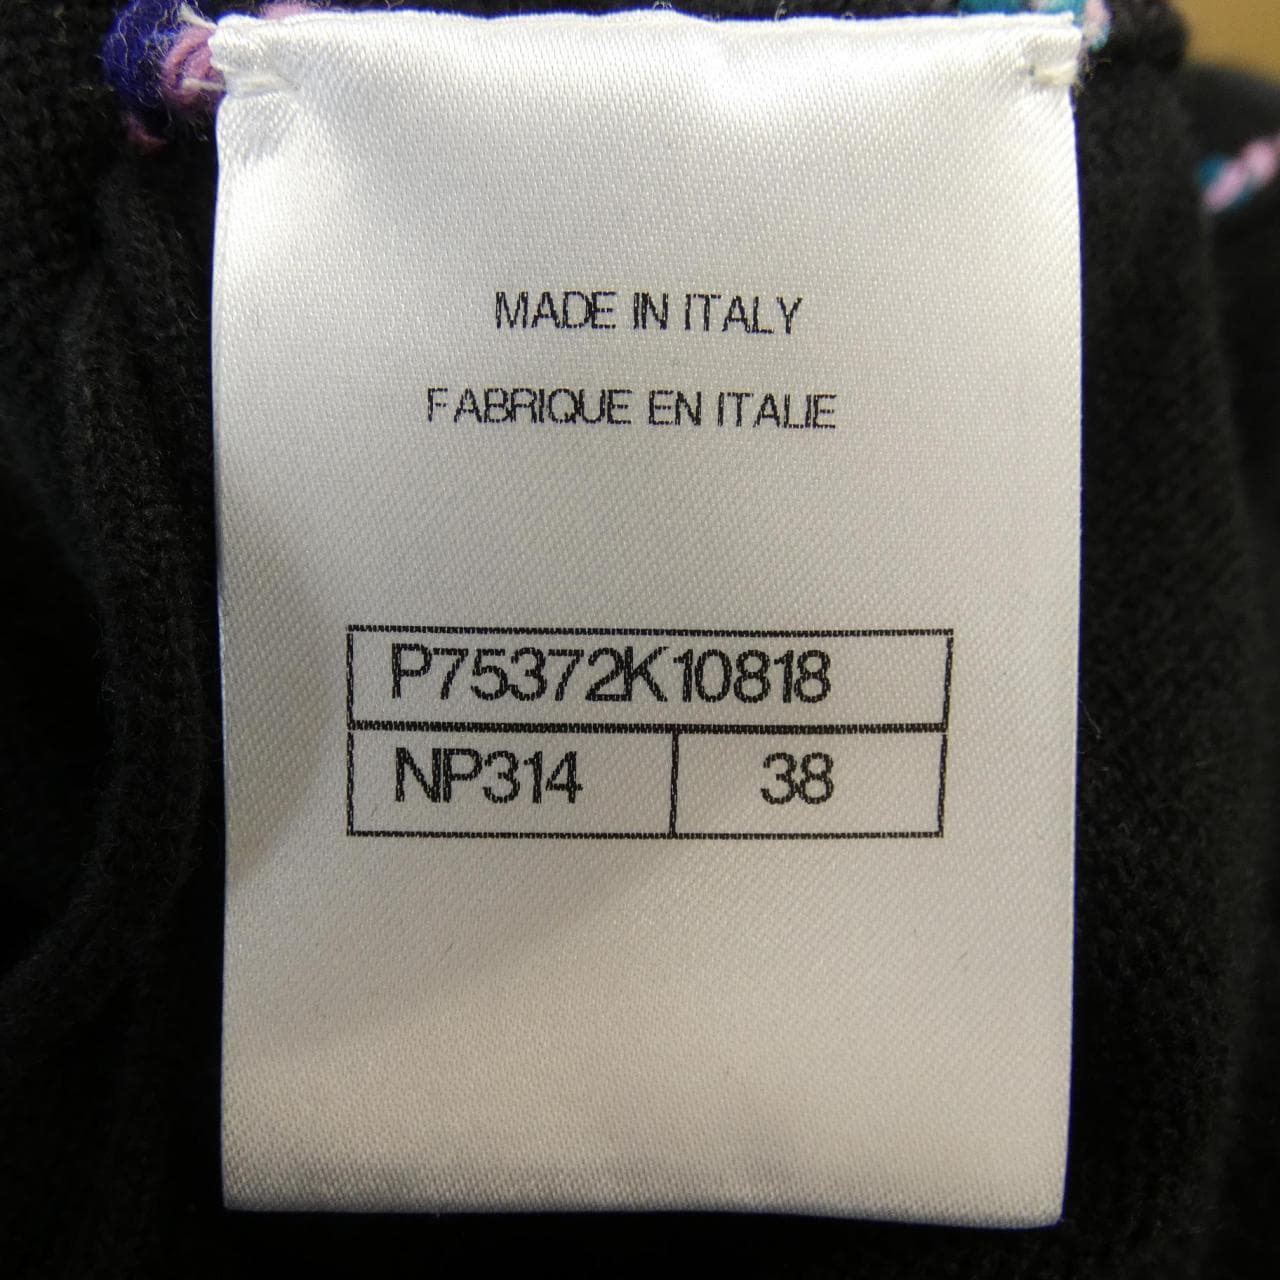 MADE IN ITALY
FABRIQUE EN ITALIE
P75372K10818
NP314 38